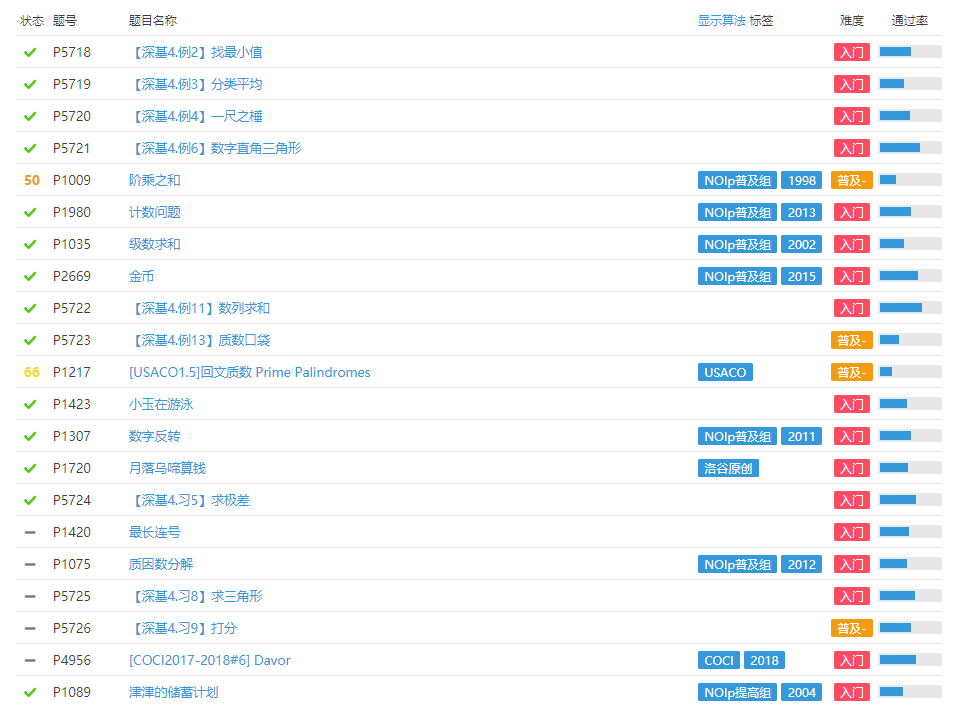 状态 题号 题目名称 显示算法 标签 难度 通过率
P5718 【深基4.例2】找最小值 入门
P5719 【深基4.例3】分类平均 入门
P5720 【深基4.例4】一尺之棰 入门
P5721 【深基4.例6】数字直角三角形 入门
50 P1009 阶乘之和 NOIp普及组 1998 普及-
P1980 计数问题 NOIp普及组 2013 入门
P1035 级数求和 NOIp普及组 2002 入门
P2669 金币 NOIp普及组 2015 入门
P5722 【深基4.例11】数列求和 入门
P5723 【深基4.例13】质数口袋 普及-
66 P1217 [USACO1.5]回文质数 Prime Palindromes USACO 普及-
P1423 小玉在游泳 入门
P1307 数字反转 NOIp普及组 2011 入门
P1720 月落乌啼算钱 洛谷原创 入门
P5724 【深基4.习5】求极差 入门
P1420 最长连号 入门
P1075 质因数分解 NOIp普及组 2012 入门
P5725 【深基4.习8】求三角形 入门
P5726 【深基4.习9】打分 普及-
P4956 [COCI2017-2018#6] Davor COCI 2018 入门
P1089 津津的储蓄计划 NOIp提高组 2004 入门